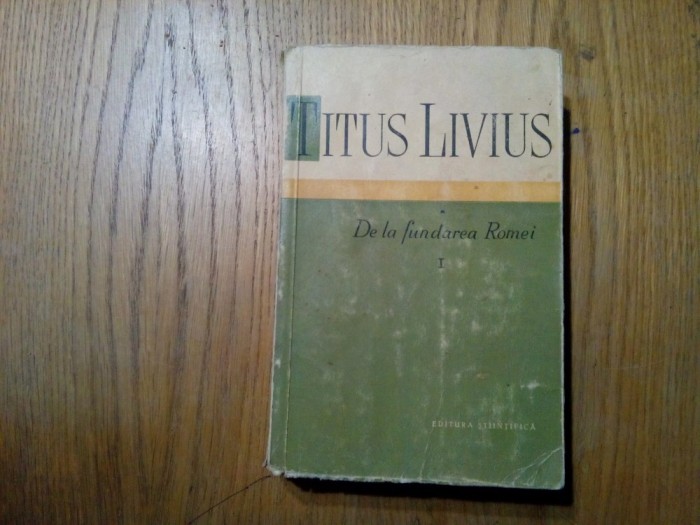 TITUS LIVIUS
De la fundarea Romei
I
EDITURA ȘTIINȚIFICĂ